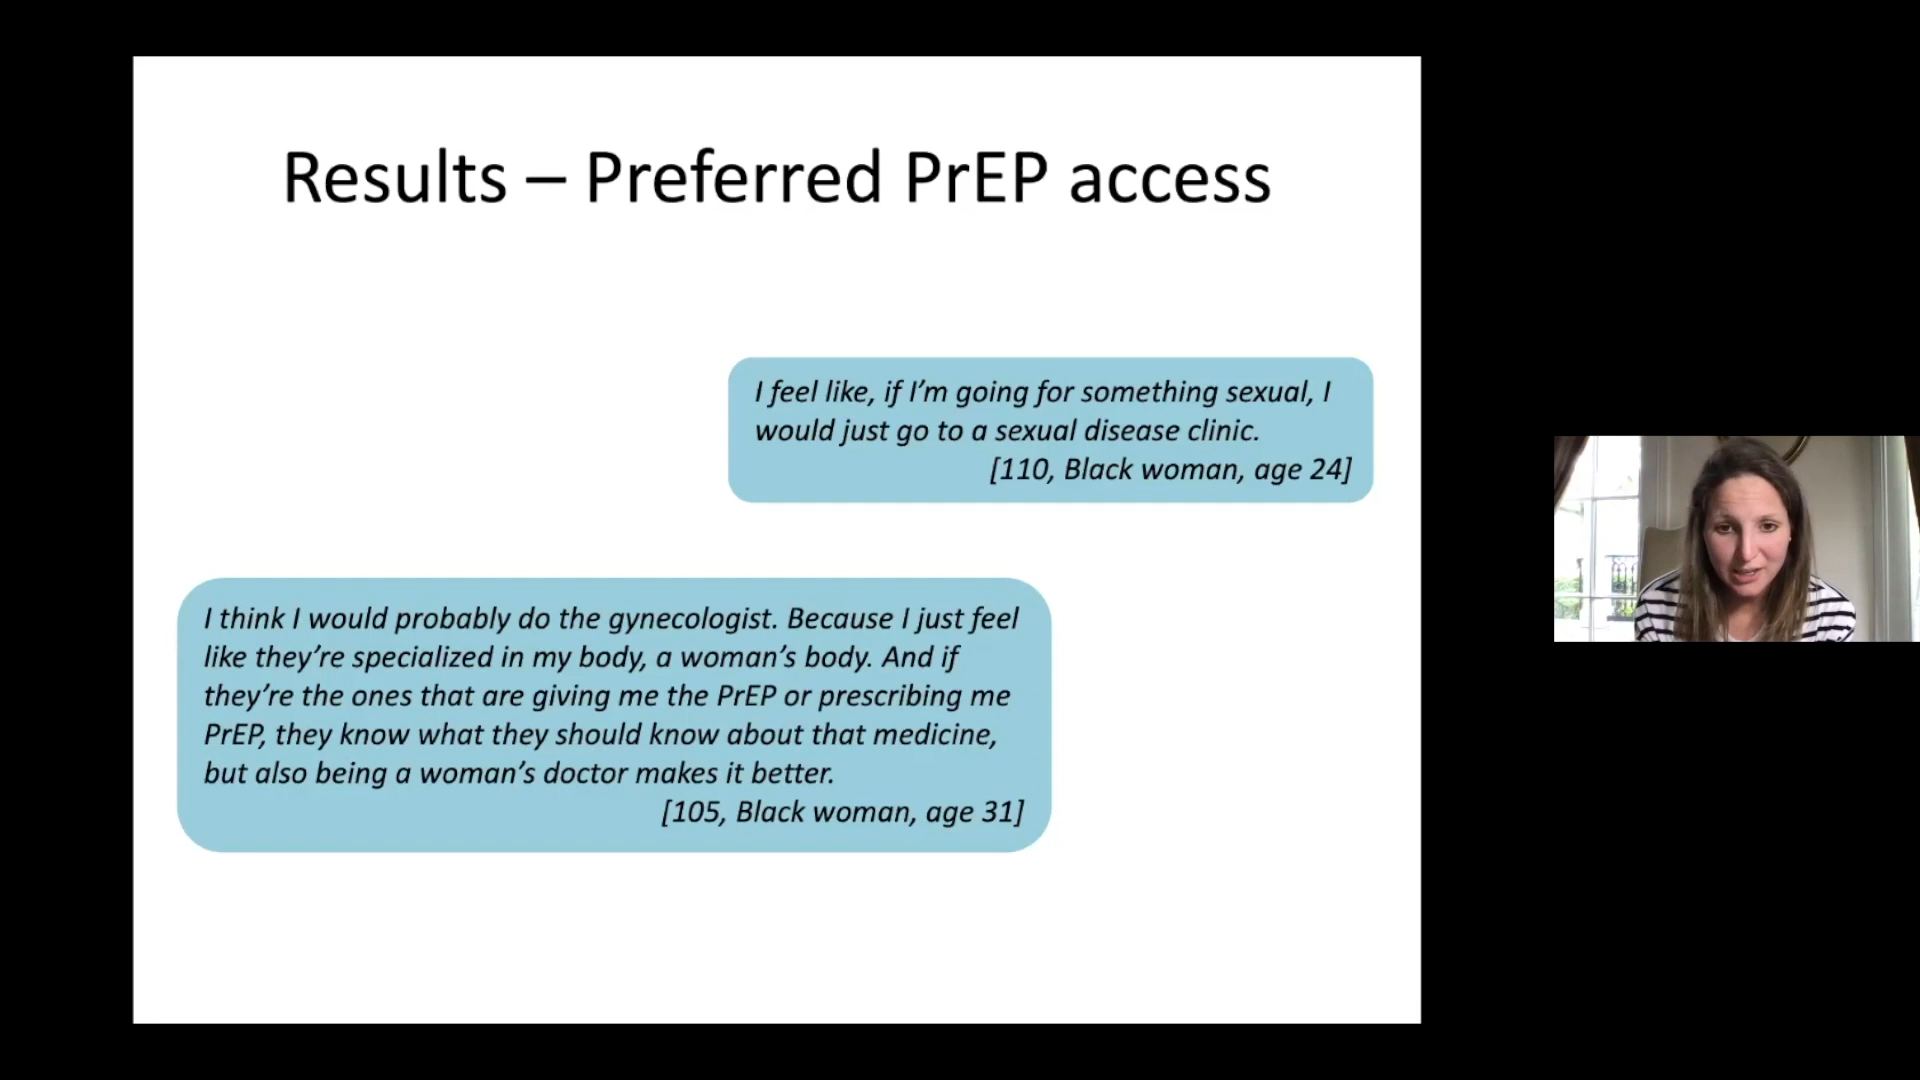 Results – Preferred PrEP access
I feel like, if I’m going for something sexual, I
would just go to a sexual disease clinic.
[110, Black woman, age 24]
I think I would probably do the gynecologist. Because I just feel
like they’re specialized in my body, a woman’s body. And if
they’re the ones that are giving me the PrEP or prescribing me
PrEP, they know what they should know about that medicine,
but also being a woman’s doctor makes it better.
[105, Black woman, age 31]